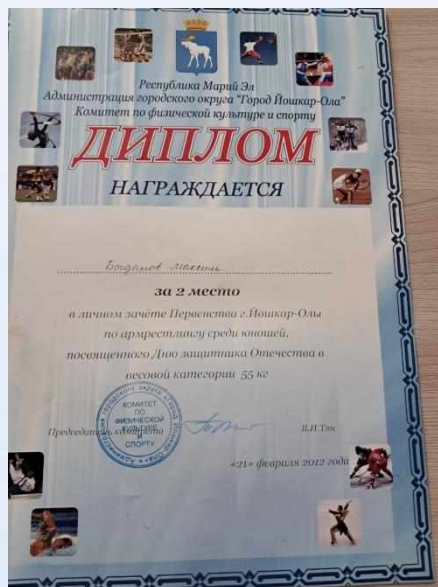 Республика Марий Эл
Администрация городского округа "Город Йошкар-Ола"
Комитет по физической культуре и спорту
ДИПЛОМ
НАГРАЖДАЕТСЯ
Богданов Максим
за 2 место
в личном зачёте Первенства г.Йошкар-Олы
по армрестлингу среди юношей,
посвященного Дню защитника Отечества в
весовой категории 55 кг
КОМИТЕТ
ПО
ФИЗИЧЕСКОЙ
КУЛЬТУРЕ
И
СПОРТУ
Председатель комитета
«21» февраля 2012 года